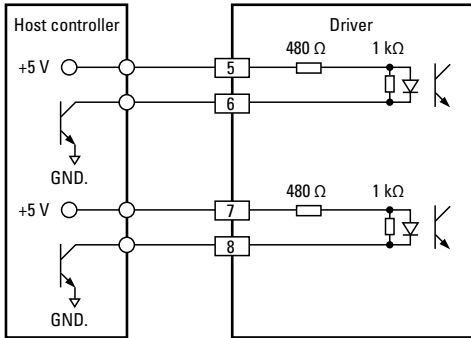 Host controller
Driver
480 Ω
1 kΩ
+5 V
5
6
GND.
480 Ω
1 kΩ
+5 V
7
8
GND.